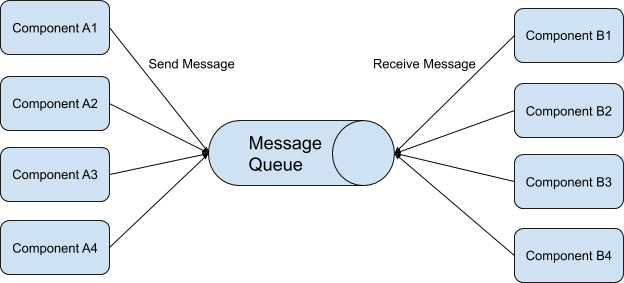 Component A1
Component B1
Send Message
Receive Message
Component A2
Component B2
Message
Queue
Component A3
Component B3
Component A4
Component B4